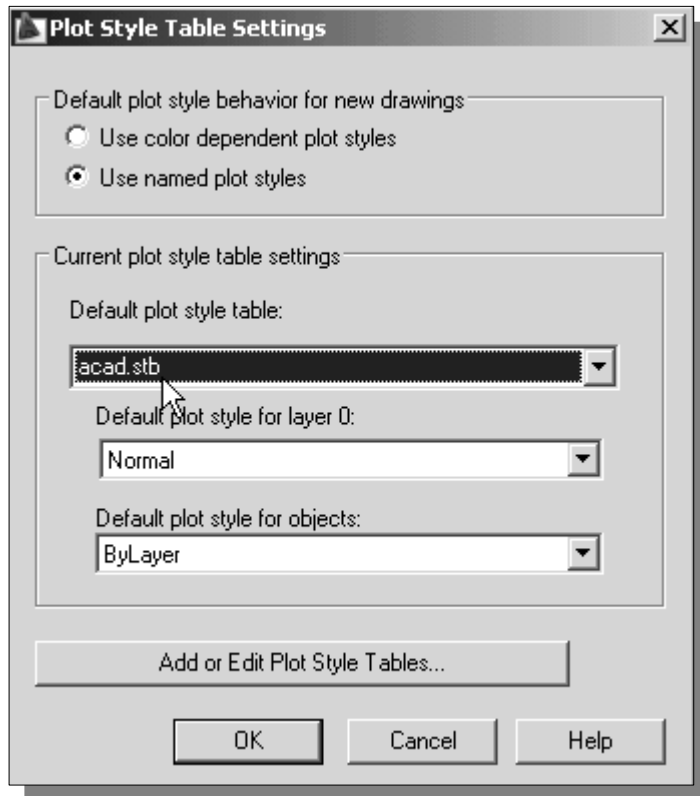 Plot Style Table Settings
Default plot style behavior for new drawings
Use color dependent plot styles
Use named plot styles
Current plot style table settings
Default plot style table:
acad.stb
Default plot style for layer 0:
Normal
Default plot style for objects:
ByLayer
Add or Edit Plot Style Tables...
OK Cancel Help